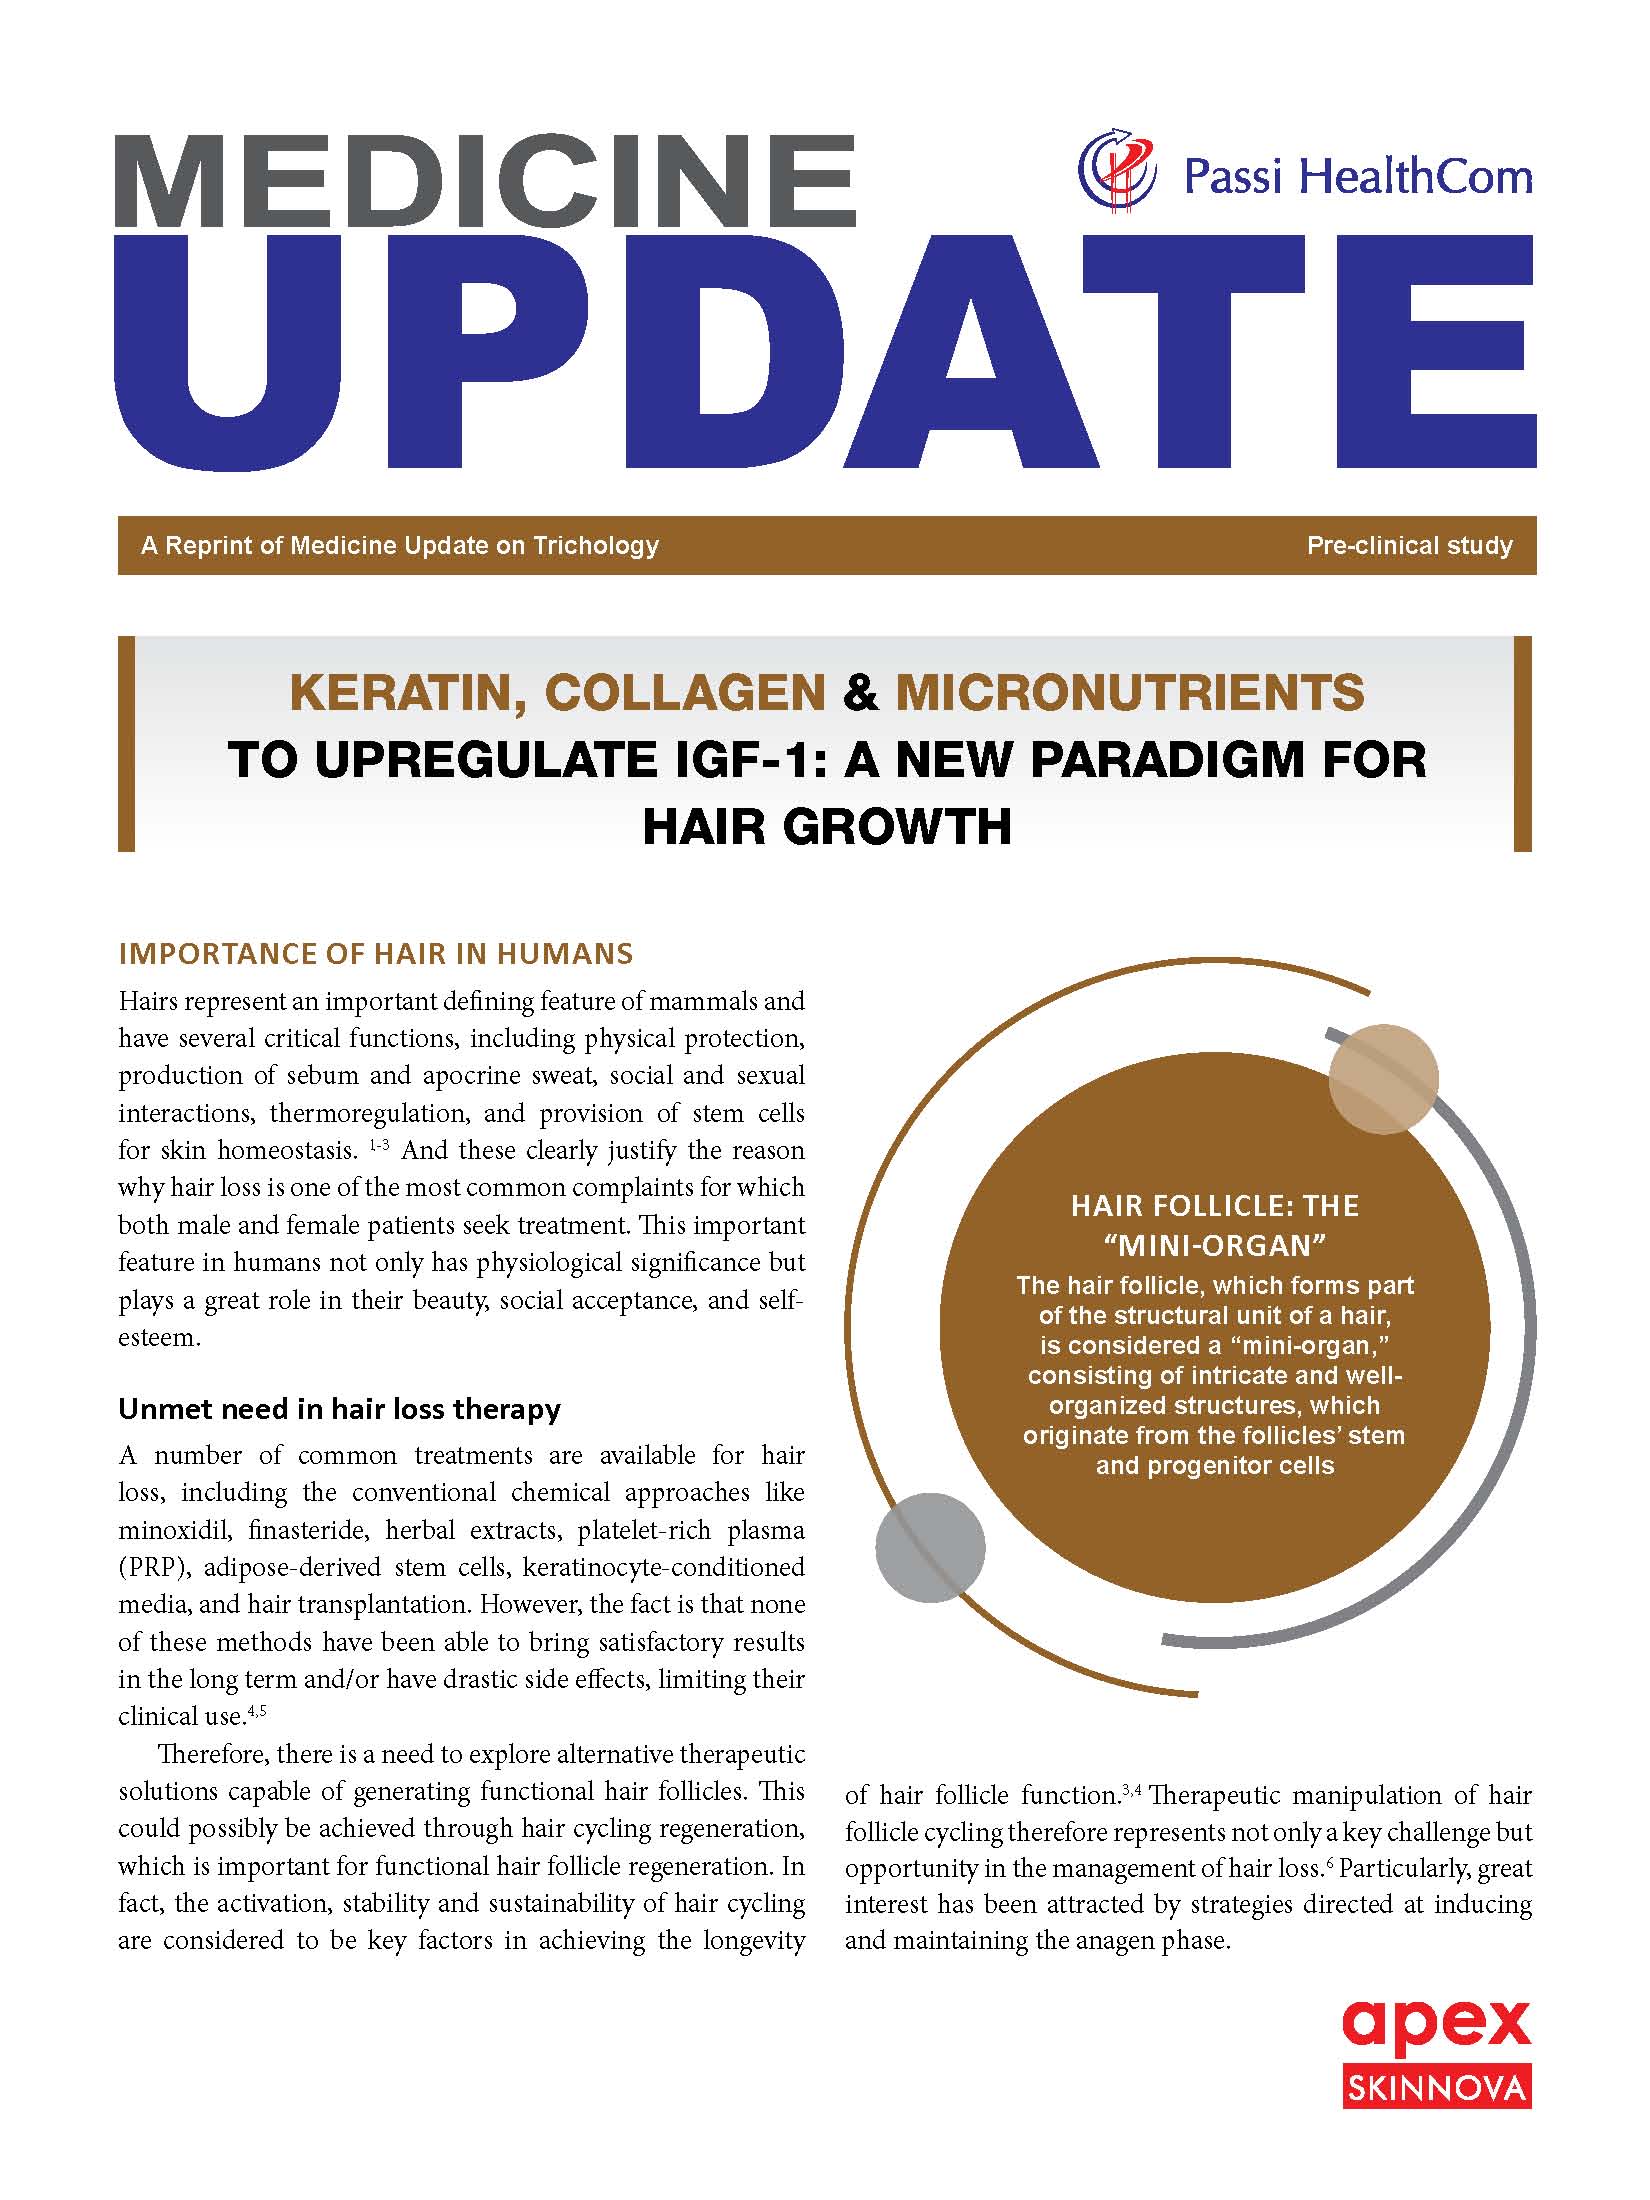 MEDICINE
Passi HealthCom
UPDATE
A Reprint of Medicine Update on Trichology
Pre-clinical study
KERATIN, COLLAGEN & MICRONUTRIENTS
TO UPREGULATE IGF-1: A NEW PARADIGM FOR
HAIR GROWTH
IMPORTANCE OF HAIR IN HUMANS
Hairs represent an important defining feature of mammals and
have several critical functions, including physical protection,
production of sebum and apocrine sweat, social and sexual
interactions, thermoregulation, and provision of stem cells
for skin homeostasis. 1-3 And these clearly justify the reason
why hair loss is one of the most common complaints for which
both male and female patients seek treatment. This important
feature in humans not only has physiological significance but
plays a great role in their beauty, social acceptance, and self-
esteem.
Unmet need in hair loss therapy
A number of common treatments are available for hair
loss, including the conventional chemical approaches like
minoxidil, finasteride, herbal extracts, platelet-rich plasma
(PRP), adipose-derived stem cells, keratinocyte-conditioned
media, and hair transplantation. However, the fact is that none
of these methods have been able to bring satisfactory results
in the long term and/or have drastic side effects, limiting their
clinical use.4,5
Therefore, there is a need to explore alternative therapeutic
solutions capable of generating functional hair follicles. This
could possibly be achieved through hair cycling regeneration,
which is important for functional hair follicle regeneration. In
fact, the activation, stability and sustainability of hair cycling
are considered to be key factors in achieving the longevity
HAIR FOLLICLE: THE
“MINI-ORGAN”
The hair follicle, which forms part
of the structural unit of a hair,
is considered a “mini-organ,”
consisting of intricate and well-
organized structures, which
originate from the follicles’ stem
and progenitor cells
of hair follicle function.3,4 Therapeutic manipulation of hair
follicle cycling therefore represents not only a key challenge but
opportunity in the management of hair loss.6 Particularly, great
interest has been attracted by strategies directed at inducing
and maintaining the anagen phase.
apex
SKINNOVA